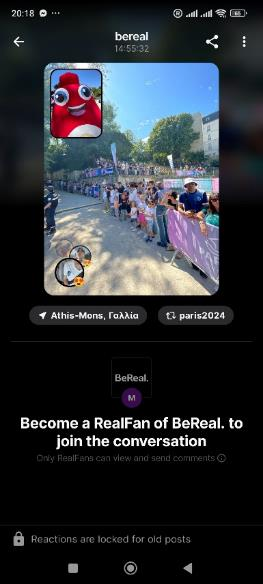 20:18
bereal
14:55:32
Athis-Mons, Γαλλία
paris2024
BeReal.
M
Become a RealFan of BeReal. to
join the conversation
Only RealFans can view and send comments
Reactions are locked for old posts